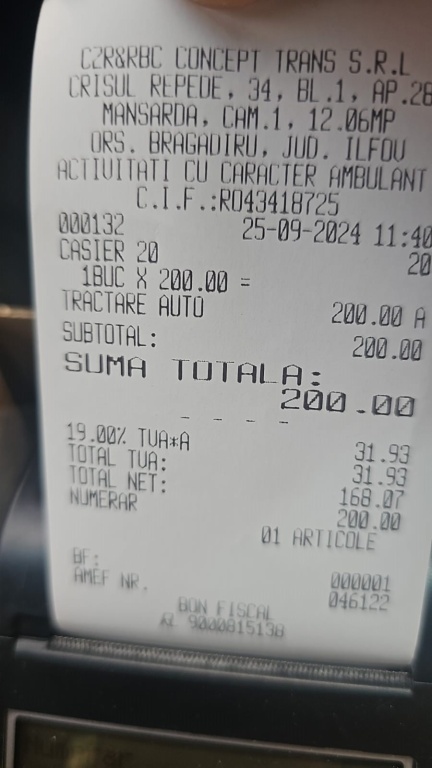 C2R&RBC CONCEPT TRANS S.R.L
CRISUL REPEDE, 34, BL.1, AP.28
MANSARDA, CAM.1, 12.06MP
ORS. BRAGADIRU, JUD. ILFOV
ACTIVITATI CU CARACTER AMBULANT
C.I.F.:RO43418725
000132 25-09-2024 11:40
CASIER 20 20
1BUC X 200.00 =
TRACTARE AUTO 200.00 A
SUBTOTAL: 200.00
SUMA TOTALA:
200.00
- - - -
19.00% TVA*A 31.93
TOTAL TVA: 31.93
TOTAL NET: 168.07
NUMERAR 200.00
01 ARTICOLE
BF: 000001
AMEF NR. 046122
BON FISCAL
9000815138